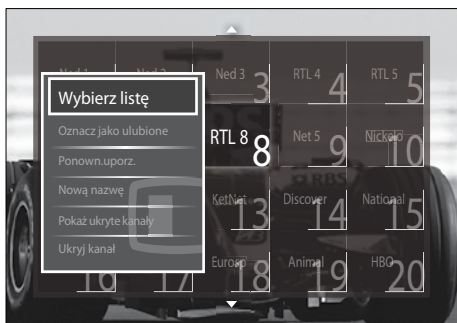 Ned 3 3
RTL 4 4
RTL 5 5
Wybierz listę
Oznacz jako ulubione
Ponown.uporz.
Nową nazwę
Pokaż ukryte kanały
Ukryj kanał
RTL 8 8
Net 5 9
10
RBS
KetNet 13
Discover 14
National 15
16
17
Europ 18
Animal 19
HBO 20